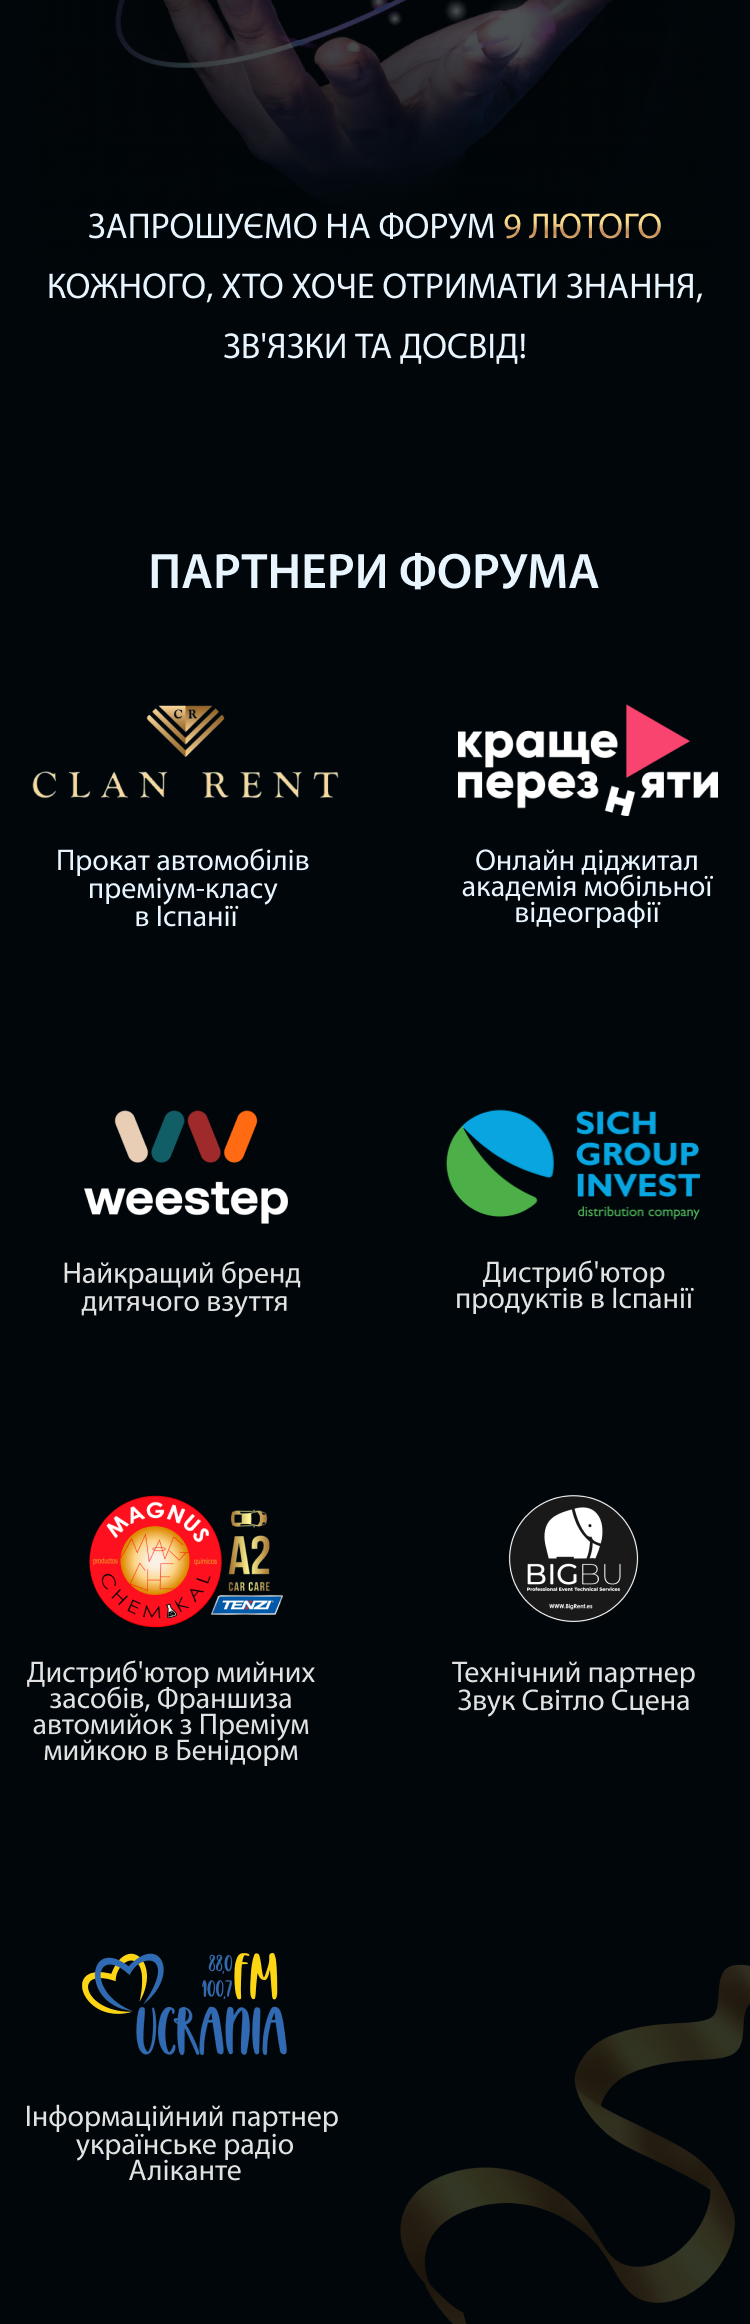 ЗАПРОШУЄМО НА ФОРУМ 9 ЛЮТОГО
КОЖНОГО, ХТО ХОЧЕ ОТРИМАТИ ЗНАННЯ,
ЗВ'ЯЗКИ ТА ДОСВІД!
ПАРТНЕРИ ФОРУМА
C R
CLAN RENT
Прокат автомобілів
преміум-класу
в Іспанії
краще
перезняти
Онлайн діджитал
академія мобільної
відеографії
weestep
Найкращий бренд
дитячого взуття
SICH
GROUP
INVEST
distribution company
Дистриб'ютор
продуктів в Іспанії
MAGNUS
productos
químicos
MAG
CHE
CHEMIKAL
A2
CAR CARE
TENZI
Дистриб'ютор мийних
засобів, Франшиза
автомийок з Преміум
мийкою в Бенідорм
BIGBU
Professional Event Technical Services
WWW.BigRent.es
Технічний партнер
Звук Світло Сцена
88,0
100,7
FM
UCRANIA
Інформаційний партнер
українське радіо
Аліканте